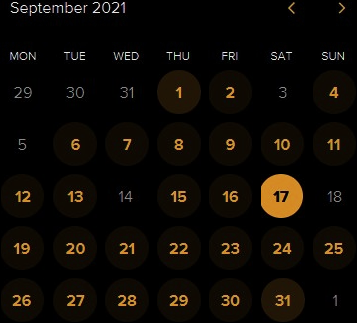 September 2021
MON TUE WED THU FRI SAT SUN
29 30 31 1 2 3 4
5 6 7 8 9 10 11
12 13 14 15 16 17 18
19 20 21 22 23 24 25
26 27 28 29 30 31 1